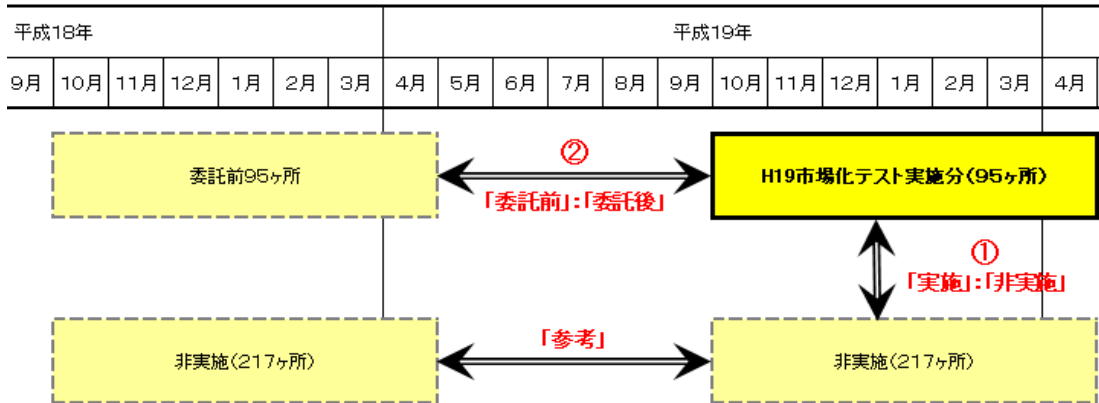 平成18年 平成19年
9月 10月 11月 12月 1月 2月 3月 4月 5月 6月 7月 8月 9月 10月 11月 12月 1月 2月 3月 4月
委託前95ヶ所
②
「委託前」:「委託後」
H19市場化テスト実施分(95ヶ所)
①
「実施」:「非実施」
非実施(217ヶ所)
「参考」
非実施(217ヶ所)